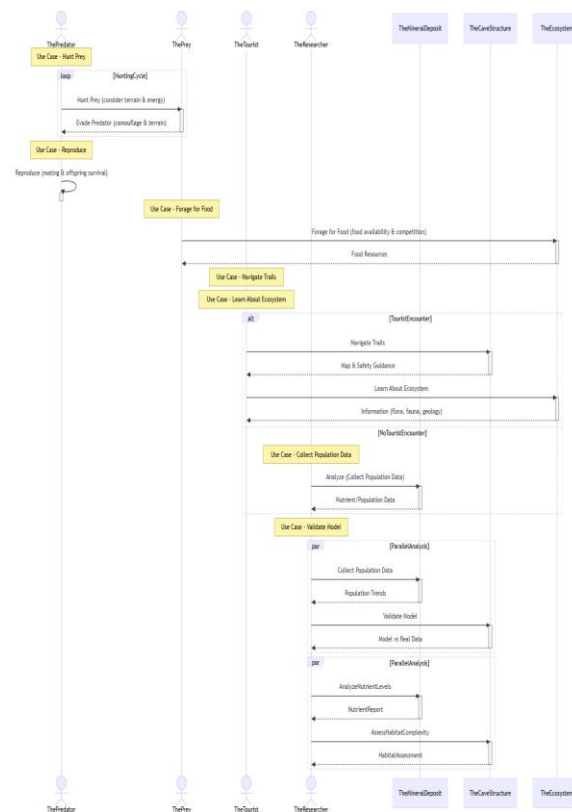 ThePredator
ThePrey
TheTourist
TheResearcher
TheMineralDeposit
TheCaveStructure
TheEcosystem
Use Case - Hunt Prey
loop
[HuntingCycle]
Hunt Prey (consider terrain & energy)
Evade Predator (camouflage & terrain)
Use Case - Reproduce
Reproduce (mating & offspring survival)
Use Case - Forage for Food
Forage for Food (food availability & competition)
Food Resources
Use Case - Navigate Trails
Use Case - Learn About Ecosystem
alt
[TouristEncounter]
Navigate Trails
Map & Safety Guidance
Learn About Ecosystem
Information (flora, fauna, geology)
[NoTouristEncounter]
Use Case - Collect Population Data
Analyze (Collect Population Data)
Nutrient/Population Data
Use Case - Validate Model
par
[ParallelAnalysis]
Collect Population Data
Population Trends
Validate Model
Model vs Real Data
par
[ParallelAnalysis]
AnalyzeNutrientLevels:
NutrientReport
AssessHabitatComplexity
HabitatAssessment
ThePredator
ThePrey
TheTourist
TheResearcher
TheMineralDeposit
TheCaveStructure
TheEcosystem